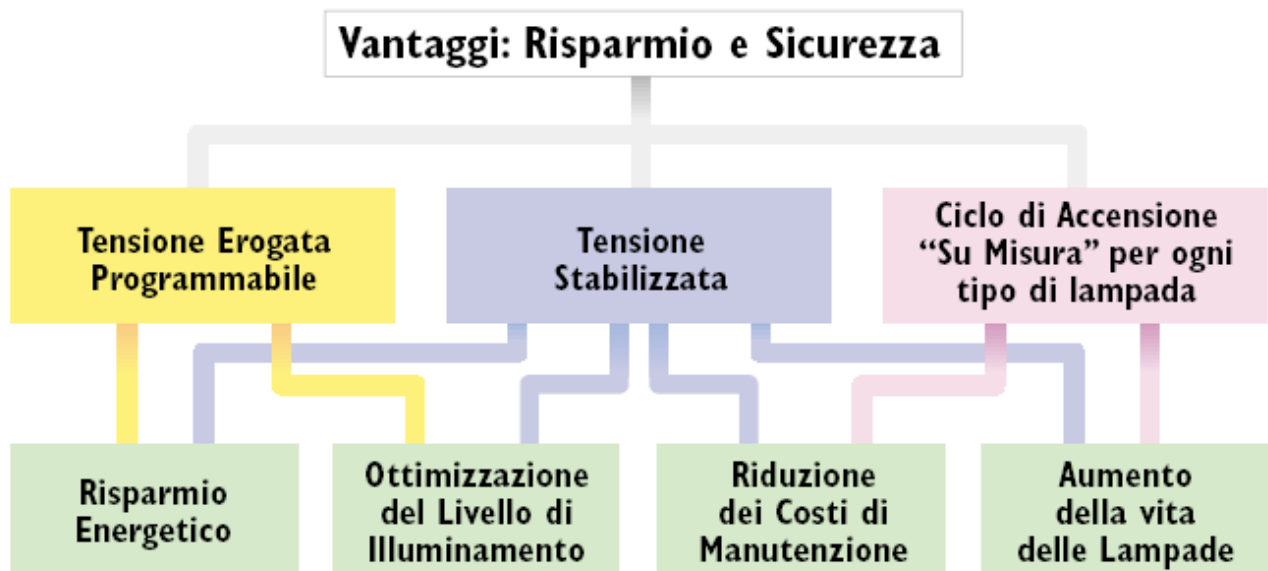 Vantaggi: Risparmio e Sicurezza
Tensione Erogata
Programmabile
Tensione
Stabilizzata
Ciclo di Accensione
“Su Misura” per ogni
tipo di lampada
Risparmio
Energetico
Ottimizzazione
del Livello di
Illuminamento
Riduzione
dei Costi di
Manutenzione
Aumento
della vita
delle Lampade